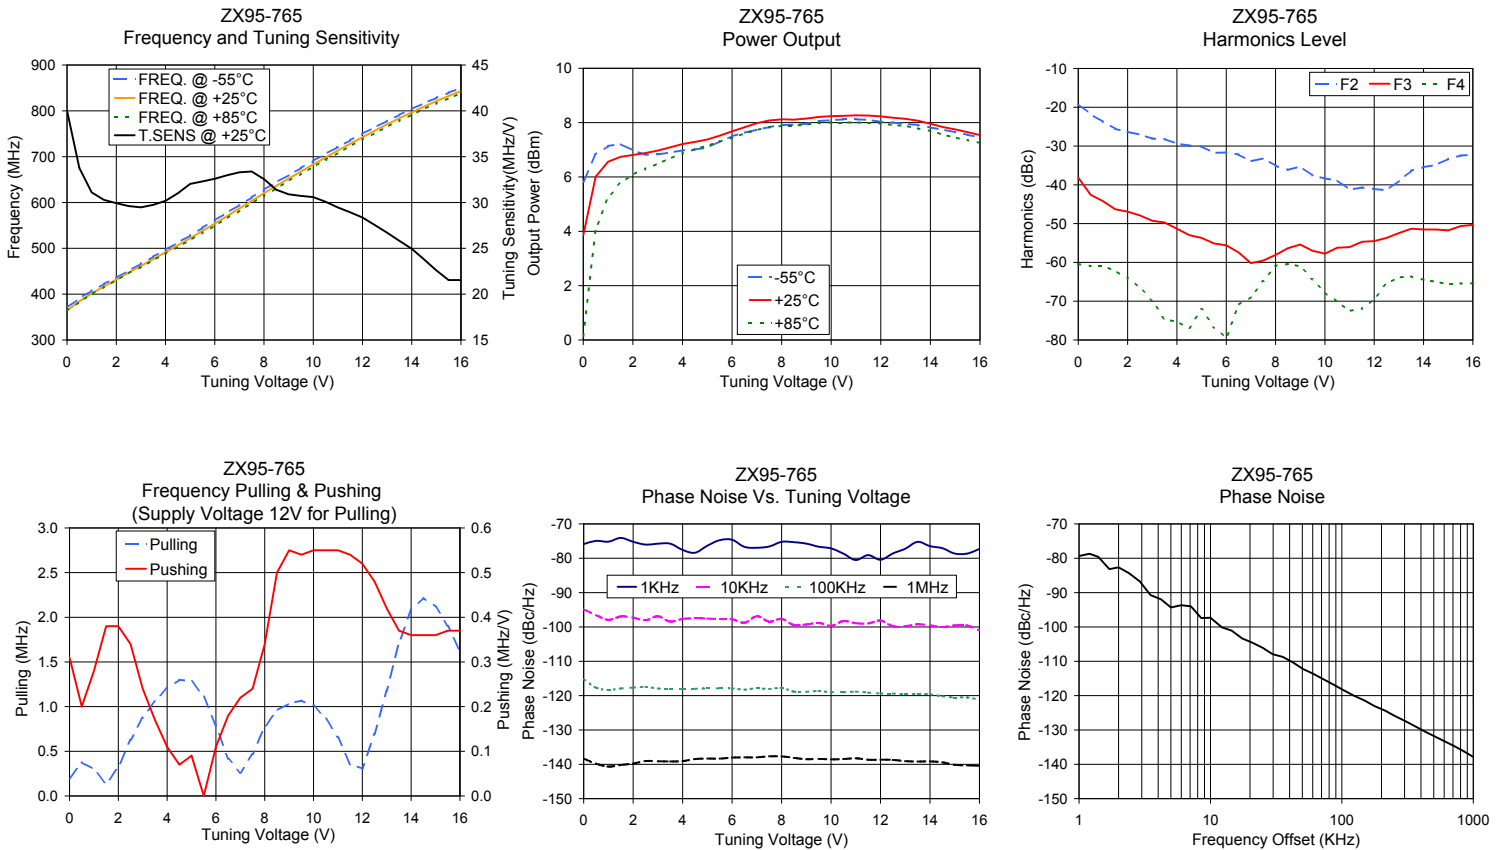 ZX95-765
Frequency and Tuning Sensitivity
900
800
700
600
500
400
300
45
40
35
30
25
20
15
FREQ. @ -55°C
FREQ. @ +25°C
FREQ. @ +85°C
T.SENS @ +25°C
Frequency (MHz)
Tuning Sensitivity(MHz/V)
0 2 4 6 8 10 12 14 16
Tuning Voltage (V)
ZX95-765
Power Output
10
8
6
4
2
0
-55°C
+25°C
+85°C
Output Power (dBm)
0 2 4 6 8 10 12 14 16
Tuning Voltage (V)
ZX95-765
Harmonics Level
-10
-20
-30
-40
-50
-60
-70
-80
F2 F3 F4
Harmonics (dBc)
0 2 4 6 8 10 12 14 16
Tuning Voltage (V)
ZX95-765
Frequency Pulling & Pushing
(Supply Voltage 12V for Pulling)
3.0
2.5
2.0
1.5
1.0
0.5
0.0
0.6
0.5
0.4
0.3
0.2
0.1
0.0
Pulling
Pushing
Pulling (MHz)
Pushing (MHz/V)
0 2 4 6 8 10 12 14 16
Tuning Voltage (V)
ZX95-765
Phase Noise Vs. Tuning Voltage
-70
-80
-90
-100
-110
-120
-130
-140
-150
1KHz 10KHz 100KHz 1MHz
Phase Noise (dBc/Hz)
0 2 4 6 8 10 12 14 16
Tuning Voltage (V)
ZX95-765
Phase Noise
-70
-80
-90
-100
-110
-120
-130
-140
-150
Phase Noise (dBc/Hz)
1 10 100 1000
Frequency Offset (KHz)